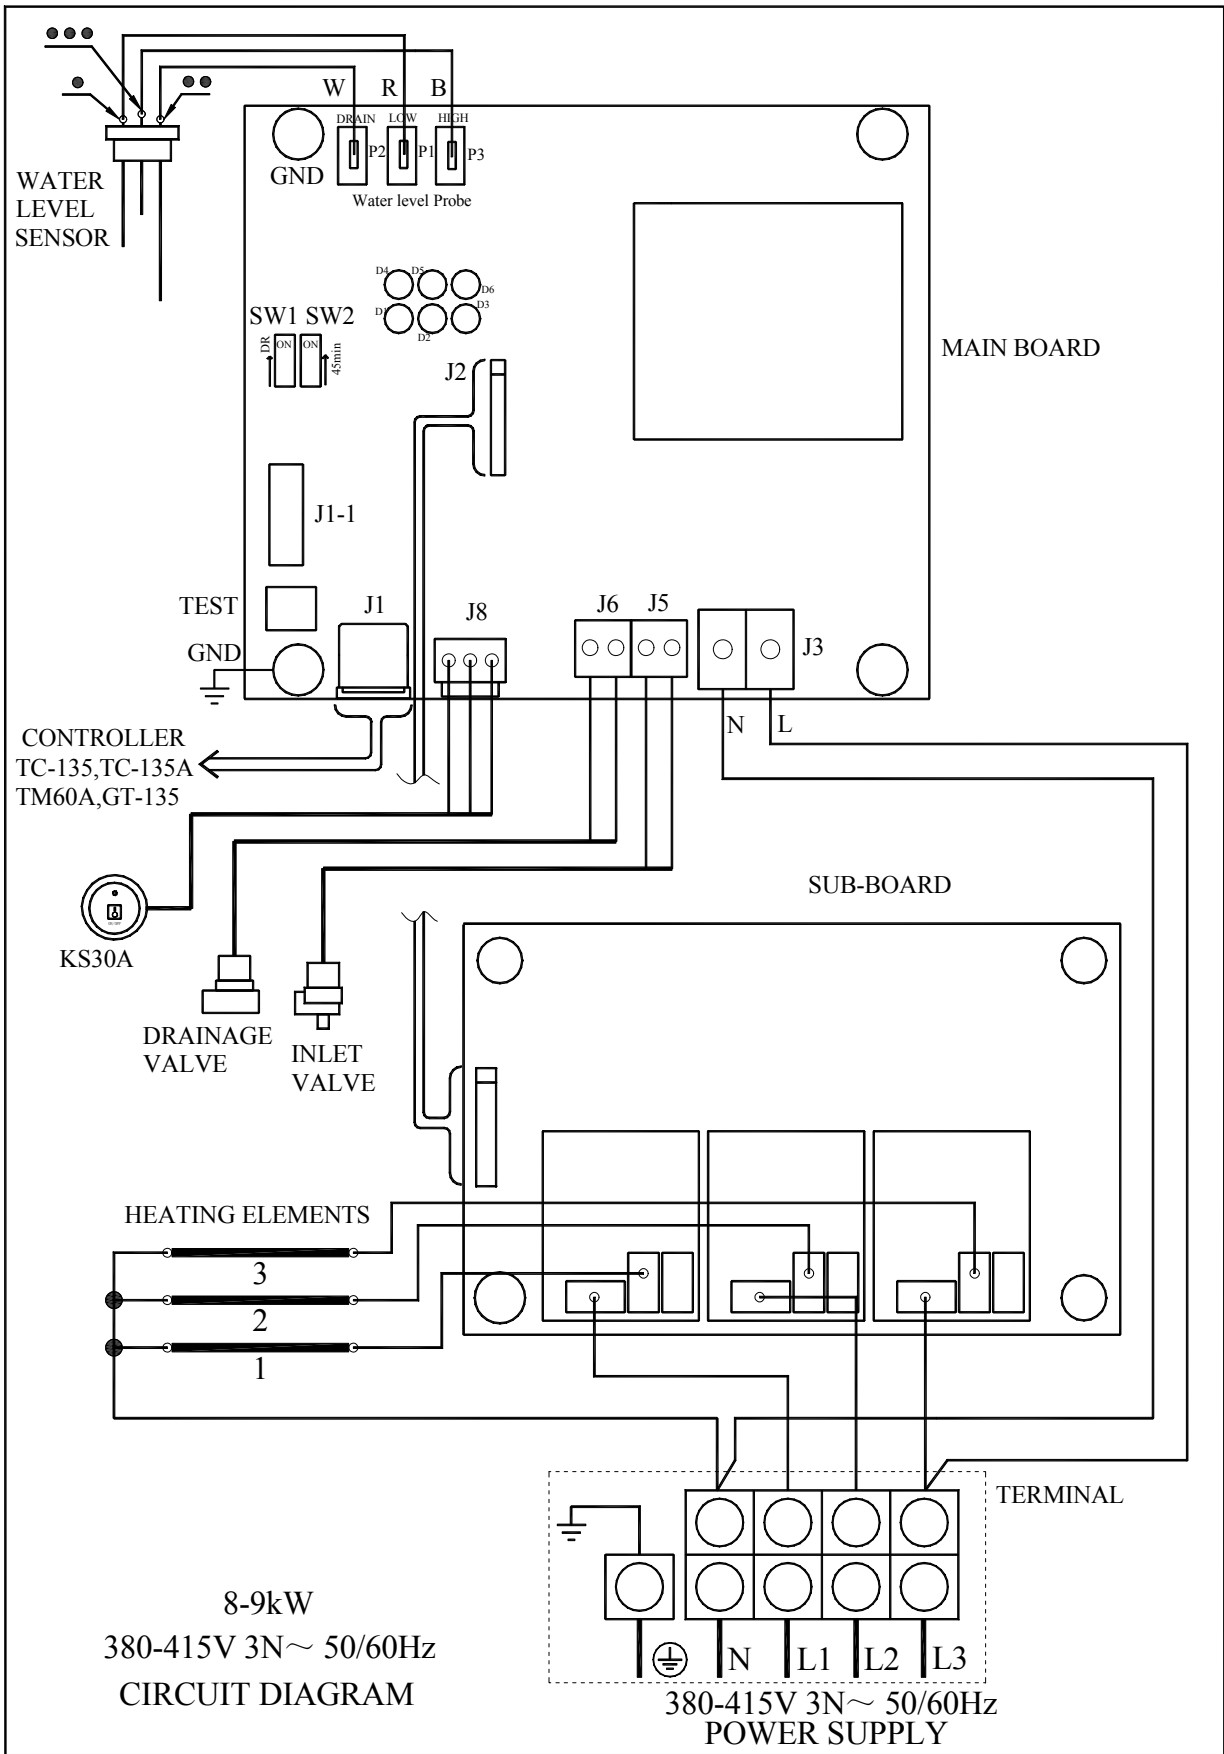 W R B
DRAIN LOW HIGH
P2 P1 P3
GND
Water level Probe
WATER
LEVEL
SENSOR
D4 D5 D6
D1 D2 D3
SW1 SW2
DR ON ON 45min
J2
MAIN BOARD
J1-1
TEST
J1
J8
J6 J5
J3
GND
N L
CONTROLLER
TC-135,TC-135A
TM60A,GT-135
KS30A
SUB-BOARD
DRAINAGE
VALVE
INLET
VALVE
HEATING ELEMENTS
3
2
1
TERMINAL
N L1 L2 L3
380-415V 3N～ 50/60Hz
POWER SUPPLY
8-9kW
380-415V 3N～ 50/60Hz
CIRCUIT DIAGRAM